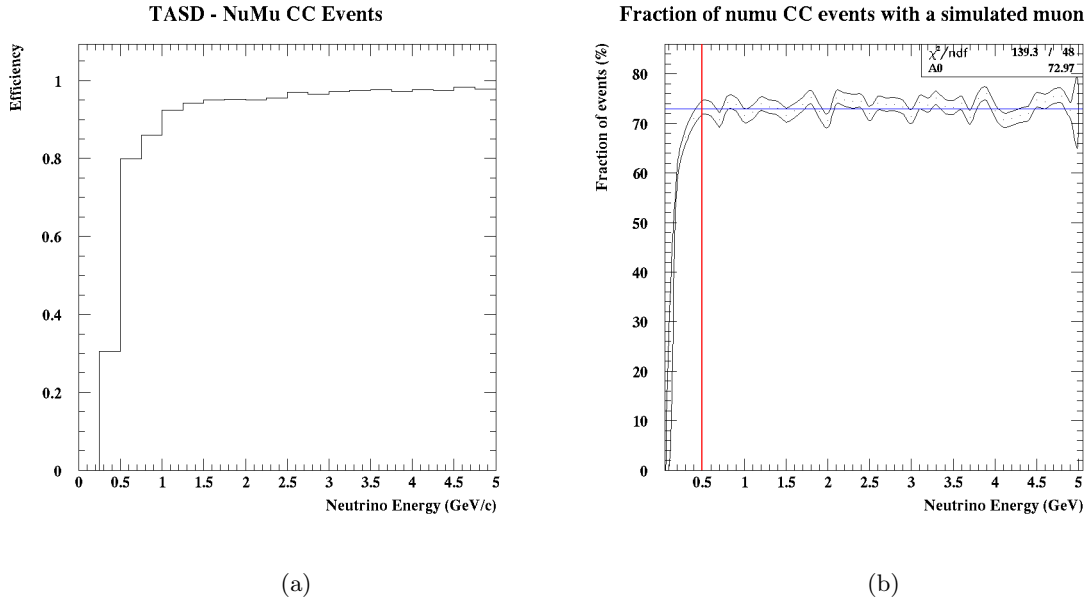 TASD - NuMu CC Events
Efficiency
1
0.8
0.6
0.4
0.2
0
0 0.5 1 1.5 2 2.5 3 3.5 4 4.5 5
Neutrino Energy (GeV/c)
(a)
Fraction of numu CC events with a simulated muon
χ²/ndf 139.3 / 48
A0 72.97
Fraction of events (%)
80
70
60
50
40
30
20
10
0
0.5 1 1.5 2 2.5 3 3.5 4 4.5 5
Neutrino Energy (GeV)
(b)